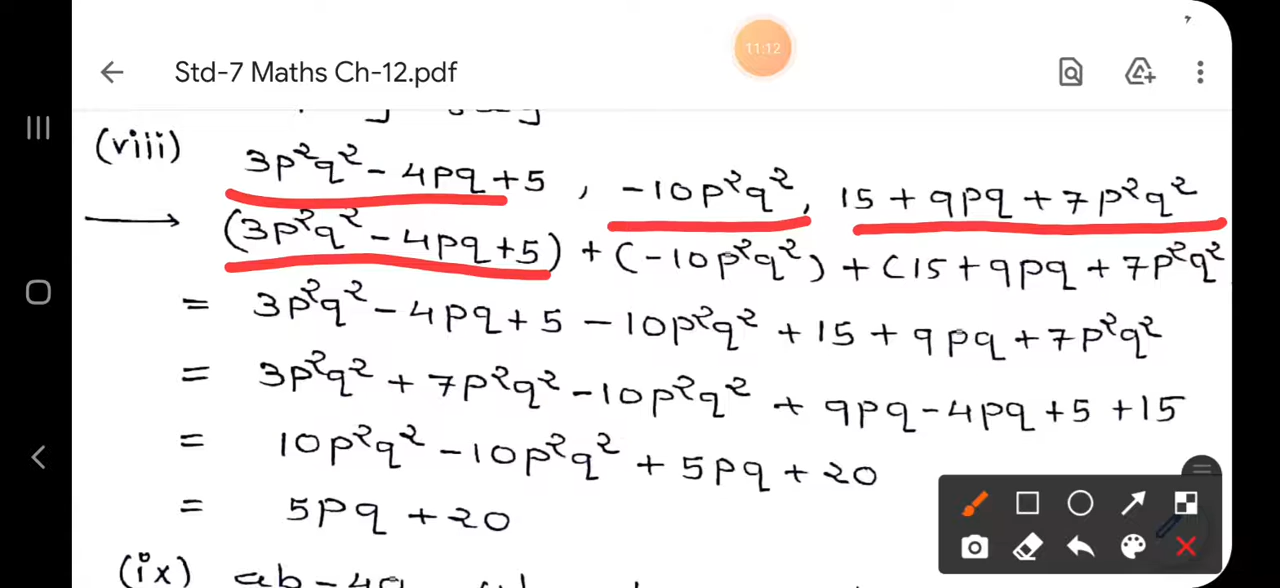 11:12
Std-7 Maths Ch-12.pdf
(viii) 3p²q² - 4pq + 5 , -10p²q² , 15 + 9pq + 7p²q²
(3p²q² - 4pq + 5) + (-10p²q²) + (15 + 9pq + 7p²q²
= 3p²q² - 4pq + 5 - 10p²q² + 15 + 9pq + 7p²q²
= 3p²q² + 7p²q² - 10p²q² + 9pq - 4pq + 5 + 15
= 10p²q² - 10p²q² + 5pq + 20
= 5pq + 20
(ix) ab - 4a